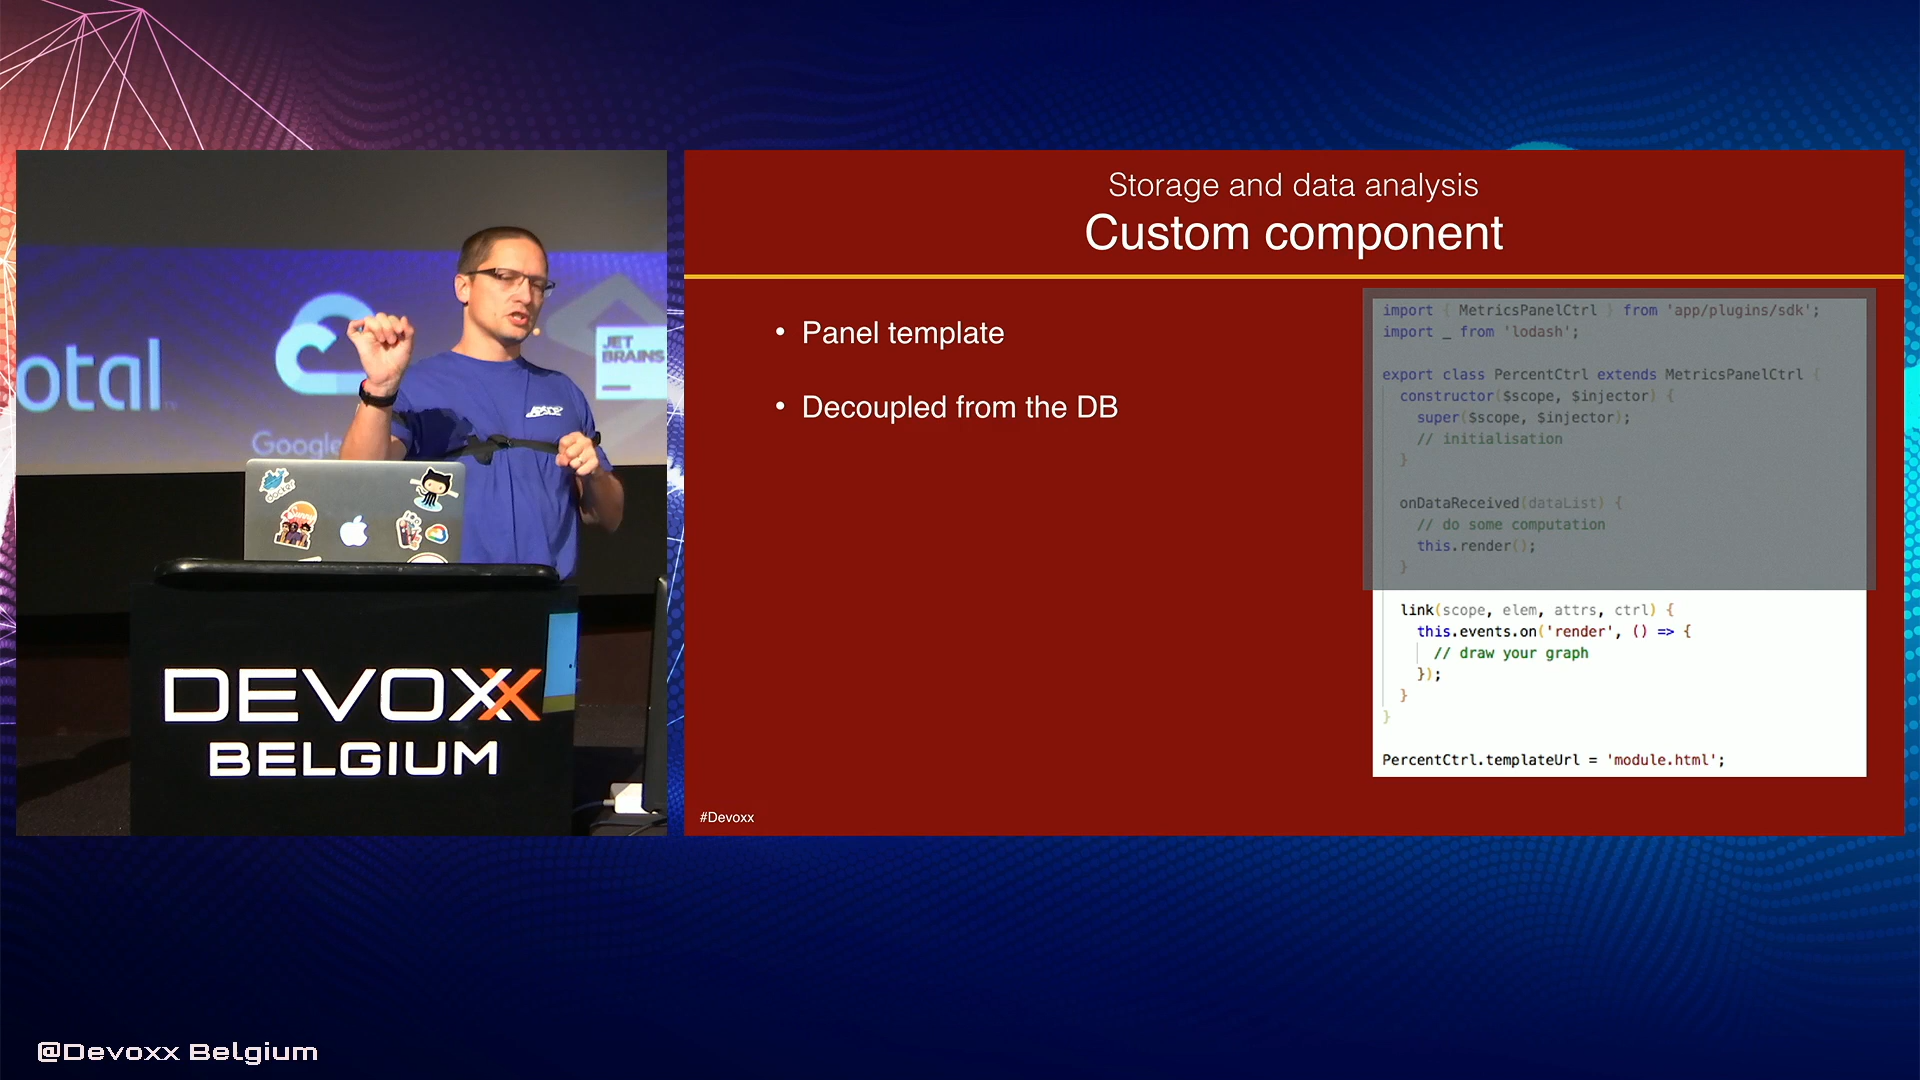 otal
Google
JET
BRAINS
docker
Sunny
DEVOXX
BELGIUM
Storage and data analysis
Custom component
• Panel template
• Decoupled from the DB
import { MetricsPanelCtrl } from 'app/plugins/sdk';
import _ from 'lodash';
export class PercentCtrl extends MetricsPanelCtrl {
constructor($scope, $injector) {
super($scope, $injector);
// initialisation
}
onDataReceived(dataList) {
// do some computation
this.render();
}
link(scope, elem, attrs, ctrl) {
this.events.on('render', () => {
// draw your graph
});
}
}
PercentCtrl.templateUrl = 'module.html';
#Devoxx
@Devoxx Belgium